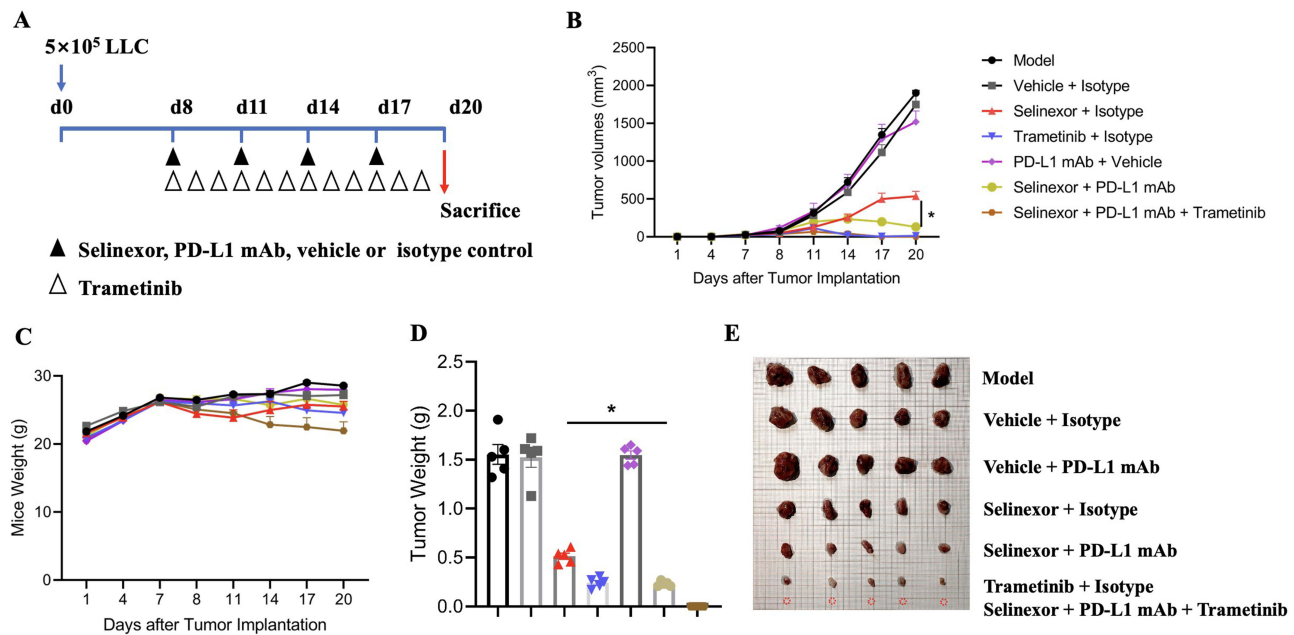 A
5×10⁵ LLC
d0 d8 d11 d14 d17 d20
Sacrifice
Selinexor, PD-L1 mAb, vehicle or isotype control
Trametinib
B
Tumor volumes (mm³)
2500
2000
1500
1000
500
0
1 4 7 8 11 14 17 20
Days after Tumor Implantation
*
Model
Vehicle + Isotype
Selinexor + Isotype
Trametinib + Isotype
PD-L1 mAb + Vehicle
Selinexor + PD-L1 mAb
Selinexor + PD-L1 mAb + Trametinib
C
Mice Weight (g)
30
20
10
0
1 4 7 8 11 14 17 20
Days after Tumor Implantation
D
Tumor Weight (g)
2.5
2.0
1.5
1.0
0.5
0.0
*
E
Model
Vehicle + Isotype
Vehicle + PD-L1 mAb
Selinexor + Isotype
Selinexor + PD-L1 mAb
Trametinib + Isotype
Selinexor + PD-L1 mAb + Trametinib